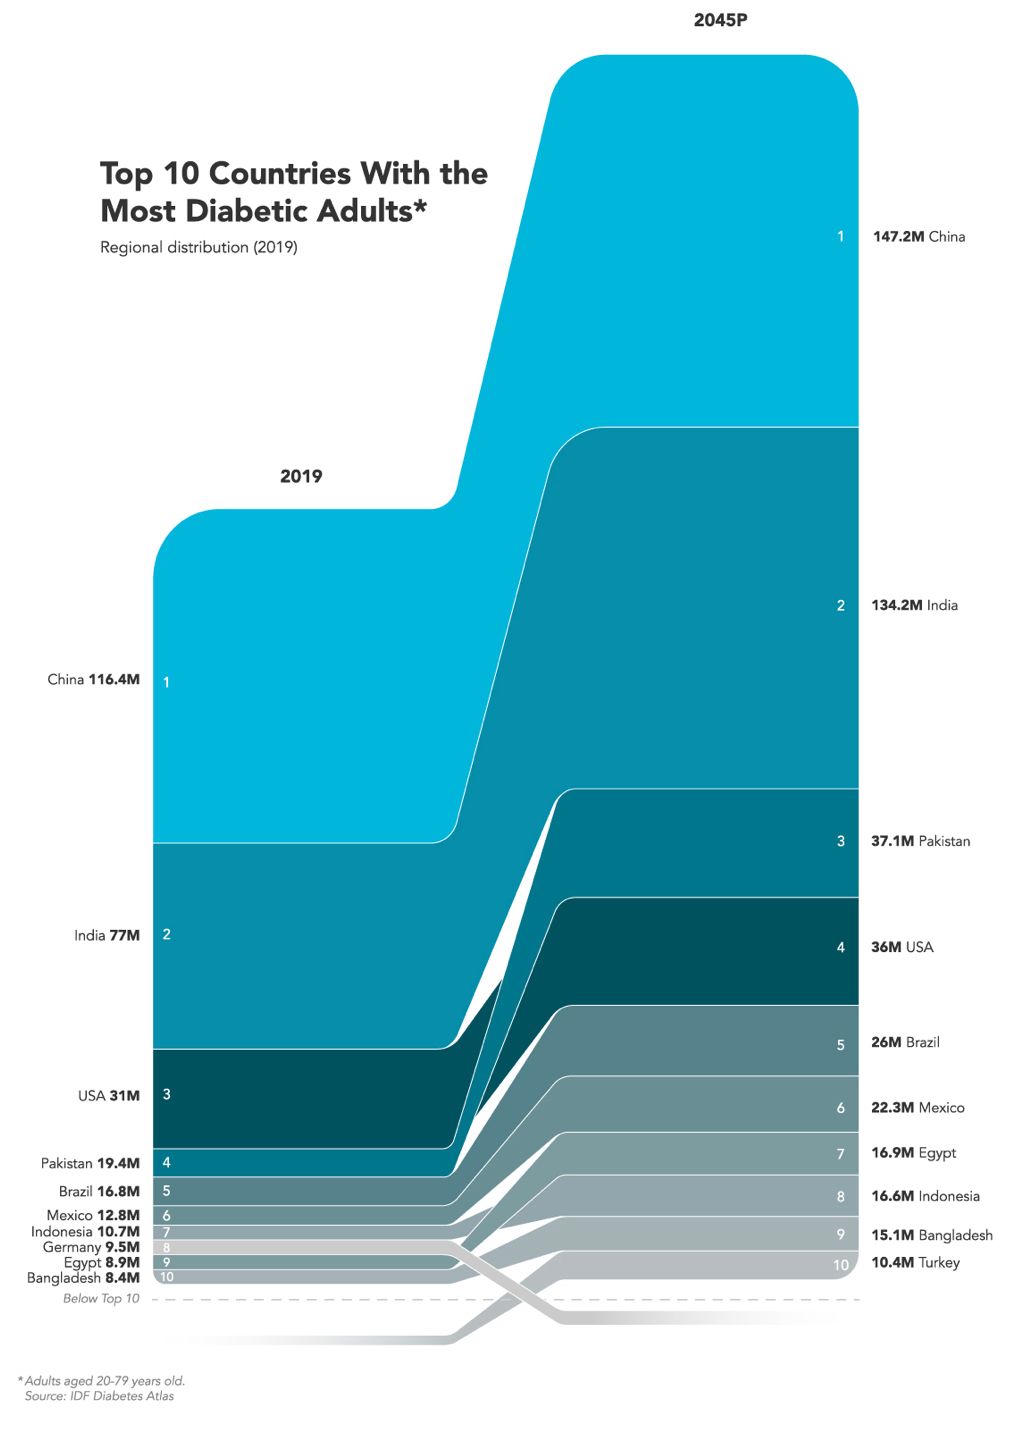 2045P
Top 10 Countries With the
Most Diabetic Adults*
Regional distribution (2019)
1
147.2M China
2019
2
134.2M India
China 116.4M
1
3
37.1M Pakistan
India 77M
2
4
36M USA
5
26M Brazil
USA 31M
3
6
22.3M Mexico
7
16.9M Egypt
Pakistan 19.4M
4
Brazil 16.8M
5
8
16.6M Indonesia
Mexico 12.8M
6
Indonesia 10.7M
7
9
15.1M Bangladesh
Germany 9.5M
8
Egypt 8.9M
9
10
10.4M Turkey
Bangladesh 8.4M
10
Below Top 10
*Adults aged 20-79 years old.
Source: IDF Diabetes Atlas